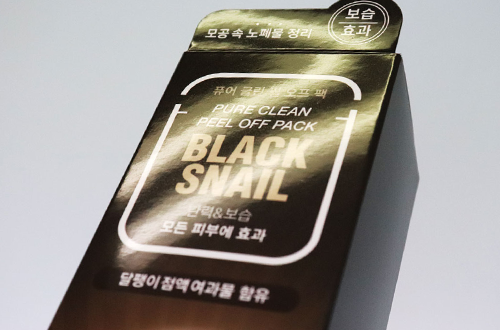 모공 속 노폐물 정리
보습
효과
퓨어 클린 필 오프 팩
PURE CLEAN
PEEL OFF PACK
BLACK
SNAIL
탄력&보습
모든 피부에 효과
달팽이점액여과물 함유